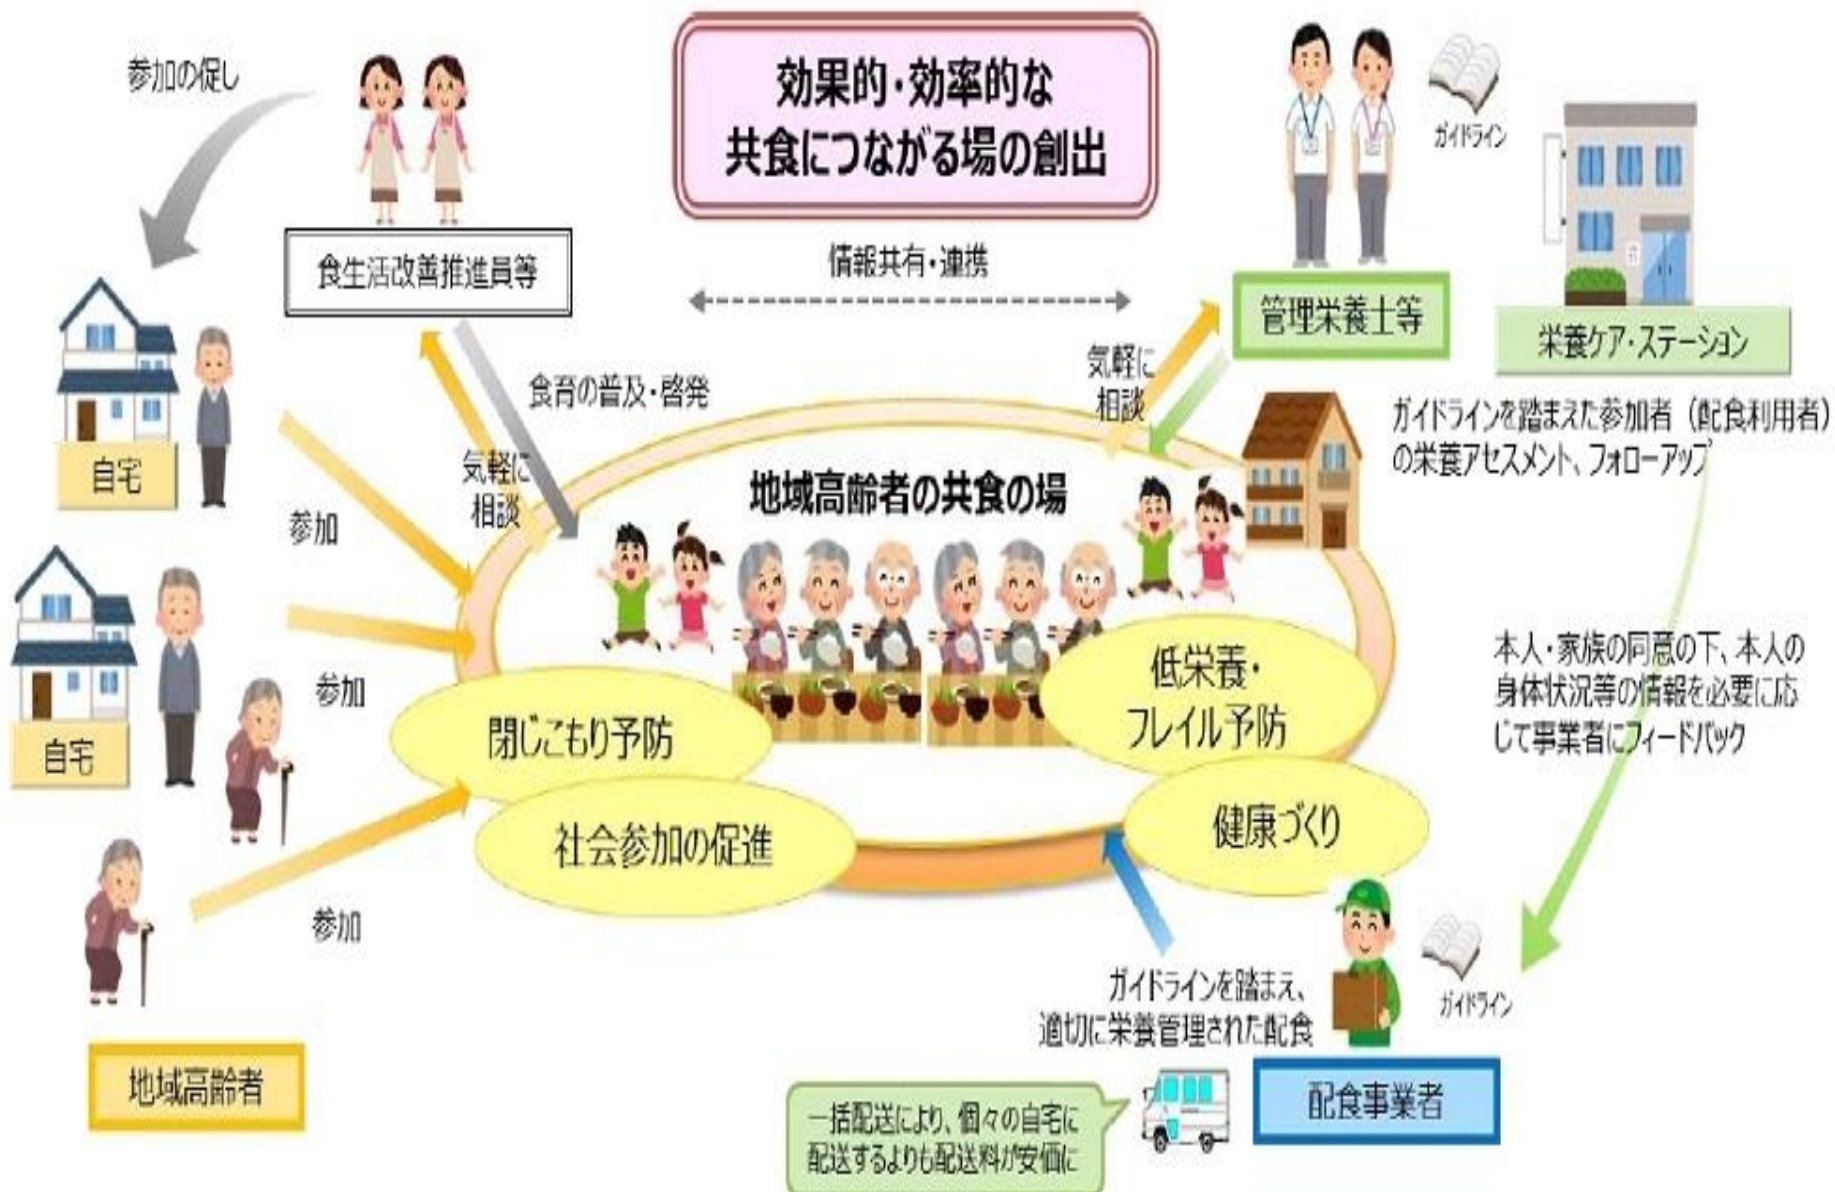 効果的・効率的な
共食につながる場の創出
参加の促し
食生活改善推進員等
情報共有・連携
ガイドライン
管理栄養士等
栄養ケア・ステーション
ガイドラインを踏まえた参加者（配食利用者）
の栄養アセスメント、フォローアップ
気軽に
相談
食育の普及・啓発
気軽に
相談
自宅
参加
地域高齢者の共食の場
参加
自宅
閉じこもり予防
低栄養・
フレイル予防
本人・家族の同意の下、本人の
身体状況等の情報を必要に応
じて事業者にフィードバック
社会参加の促進
健康づくり
参加
ガイドラインを踏まえ、
適切に栄養管理された配食
ガイドライン
地域高齢者
配食事業者
一括配送により、個々の自宅に
配送するよりも配送料が安価に